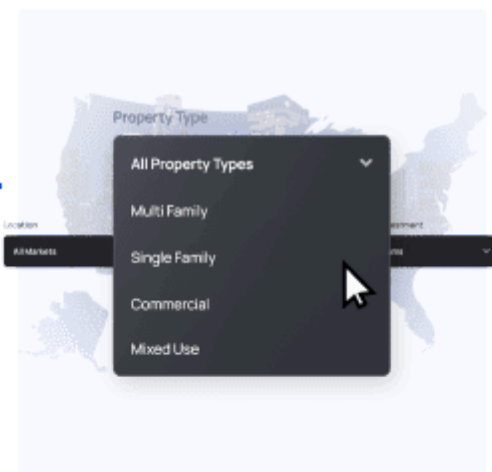 Property Type
All Property Types
Multi Family
Location
All Markets
Single Family
Commercial
Mixed Use